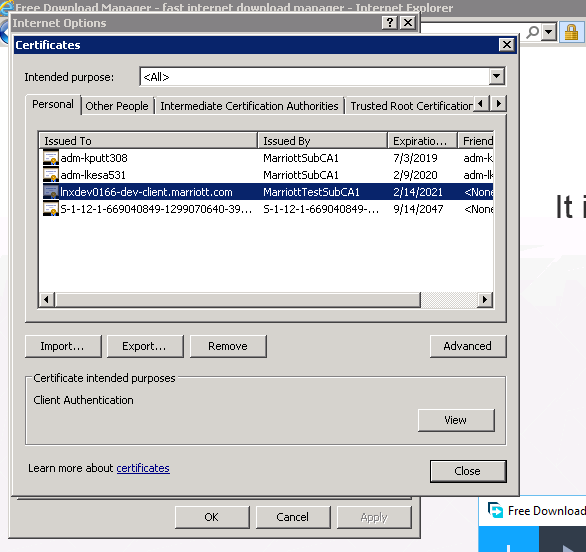 Free Download Manager - fast internet download manager - Internet Explorer
Internet Options
Certificates
Intended purpose: <All>
Personal Other People Intermediate Certification Authorities Trusted Root Certification
Issued To Issued By Expiratio... Friend
adm-kputt308 MarriottSubCA1 7/3/2019 adm-k
adm-lkesa531 MarriottSubCA1 2/9/2020 adm-l
lnxdev0166-dev-client.marriott.com MarriottTestSubCA1 2/14/2021 <None
S-1-12-1-669040849-1299070640-39... S-1-12-1-669040849-... 9/14/2047 <None
It i
Import... Export... Remove Advanced
Certificate intended purposes
Client Authentication
View
Learn more about certificates
Close
Free Download
OK Cancel Apply